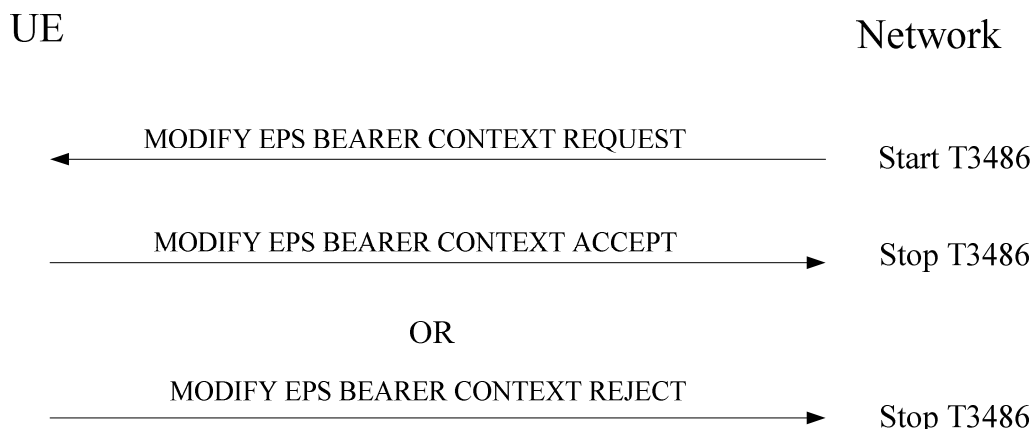 UE
Network
MODIFY EPS BEARER CONTEXT REQUEST
Start T3486
MODIFY EPS BEARER CONTEXT ACCEPT
Stop T3486
OR
MODIFY EPS BEARER CONTEXT REJECT
Stop T3486